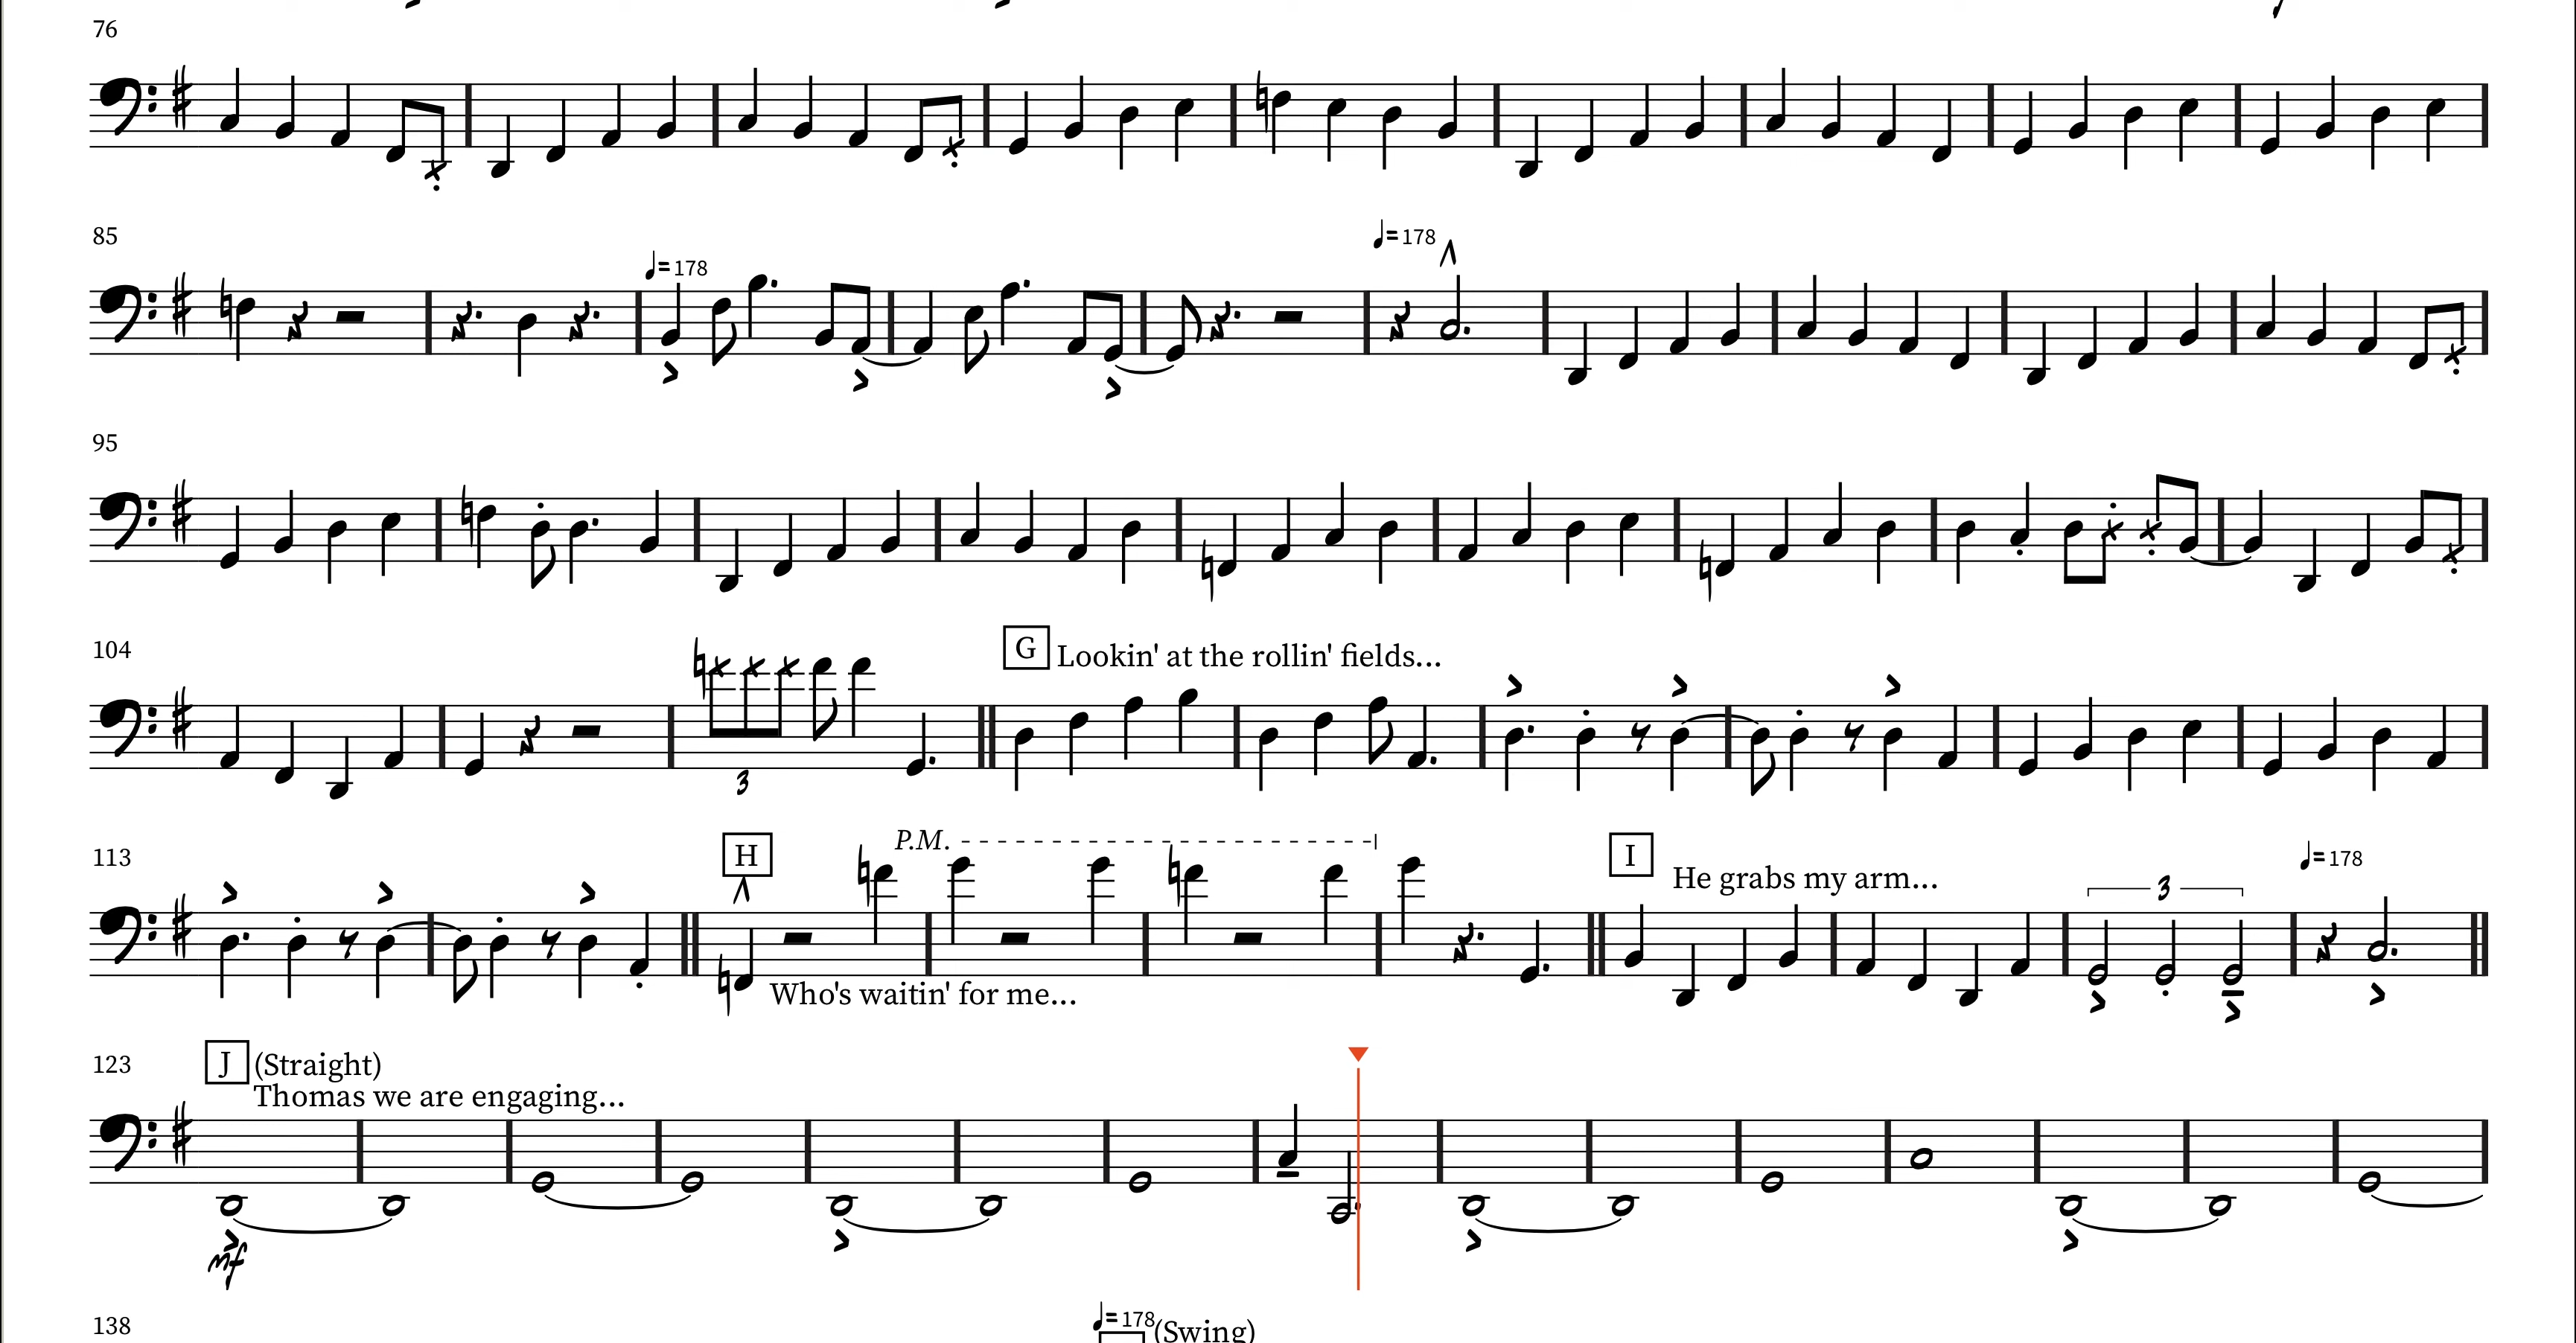 76
85
♩=178
♩=178
95
104
3
G Lookin' at the rollin' fields...
113
H
P.M.
Who's waitin' for me...
I He grabs my arm...
3
♩=178
123
J (Straight)
Thomas we are engaging...
mf
138
♩=178 (Swing)